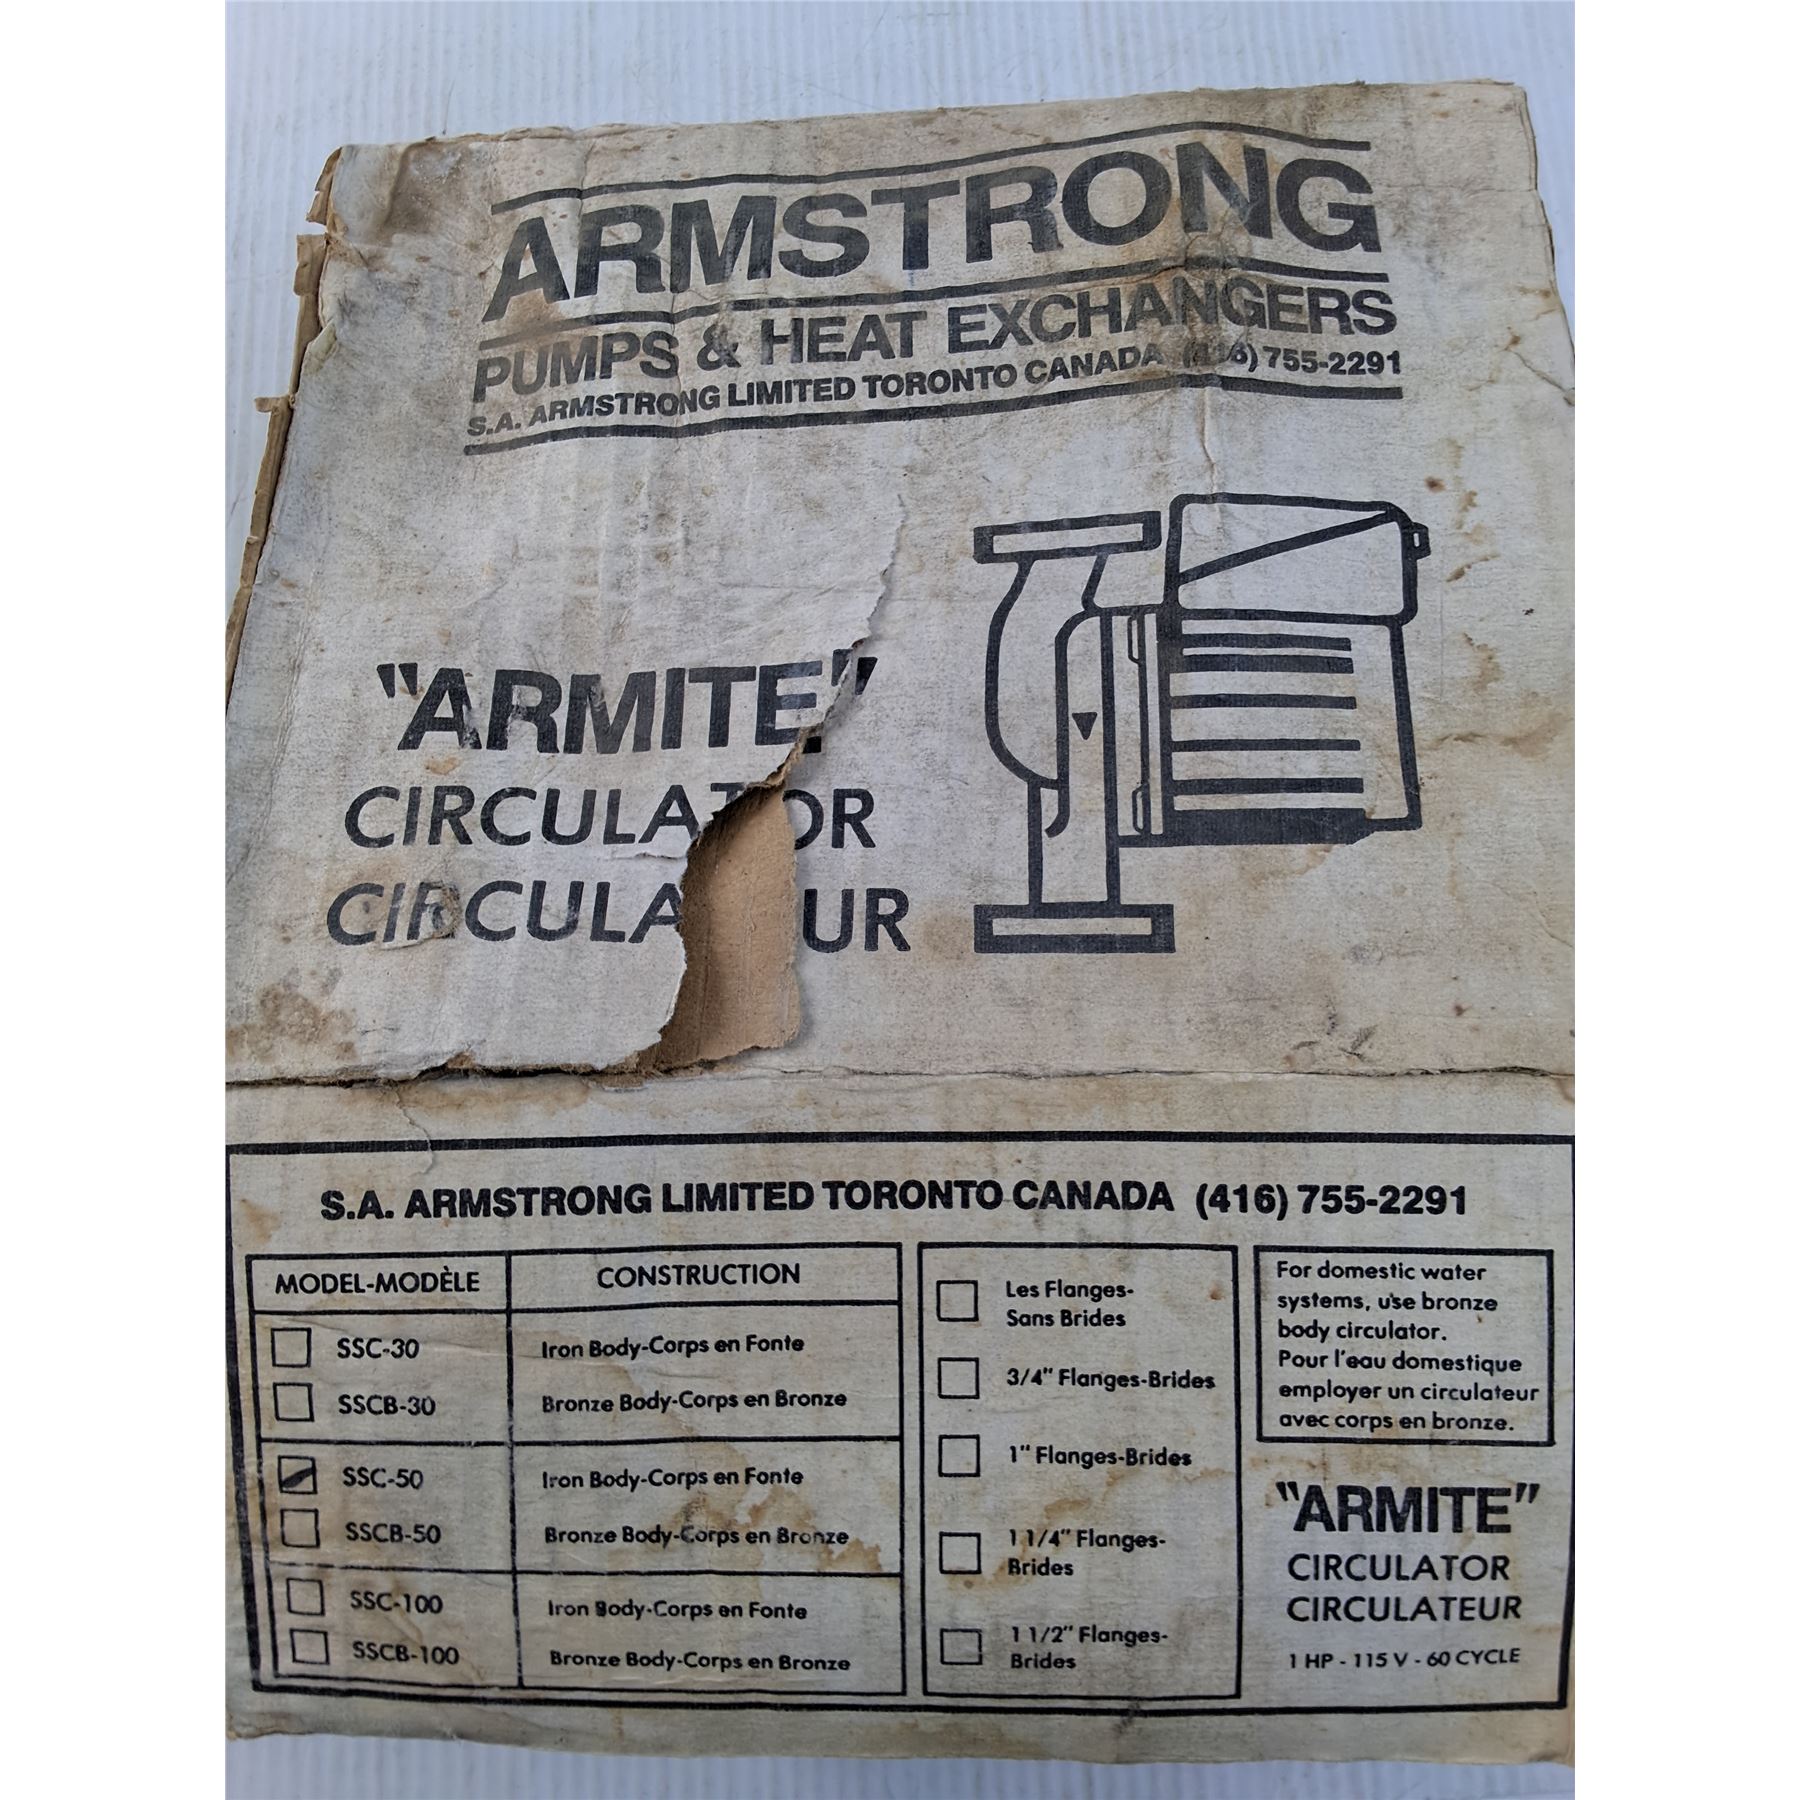 ARMSTRONG
PUMPS & HEAT EXCHANGERS
S.A. ARMSTRONG LIMITED TORONTO CANADA (416) 755-2291
"ARMITE"
CIRCULATOR
CIRCULA UR
S.A. ARMSTRONG LIMITED TORONTO CANADA (416) 755-2291
MODEL-MODÈLE CONSTRUCTION
SSC-30 Iron Body-Corps en Fonte
SSCB-30 Bronze Body-Corps en Bronze
SSC-50 Iron Body-Corps en Fonte
SSCB-50 Bronze Body-Corps en Bronze
SSC-100 Iron Body-Corps en Fonte
SSCB-100 Bronze Body-Corps en Bronze
Les Flanges-
Sans Brides
3/4" Flanges-Brides
1" Flanges-Brides
1 1/4" Flanges-
Brides
1 1/2" Flanges-
Brides
For domestic water
systems, use bronze
body circulator.
Pour l'eau domestique
employer un circulateur
avec corps en bronze.
"ARMITE"
CIRCULATOR
CIRCULATEUR
1 HP - 115 V - 60 CYCLE